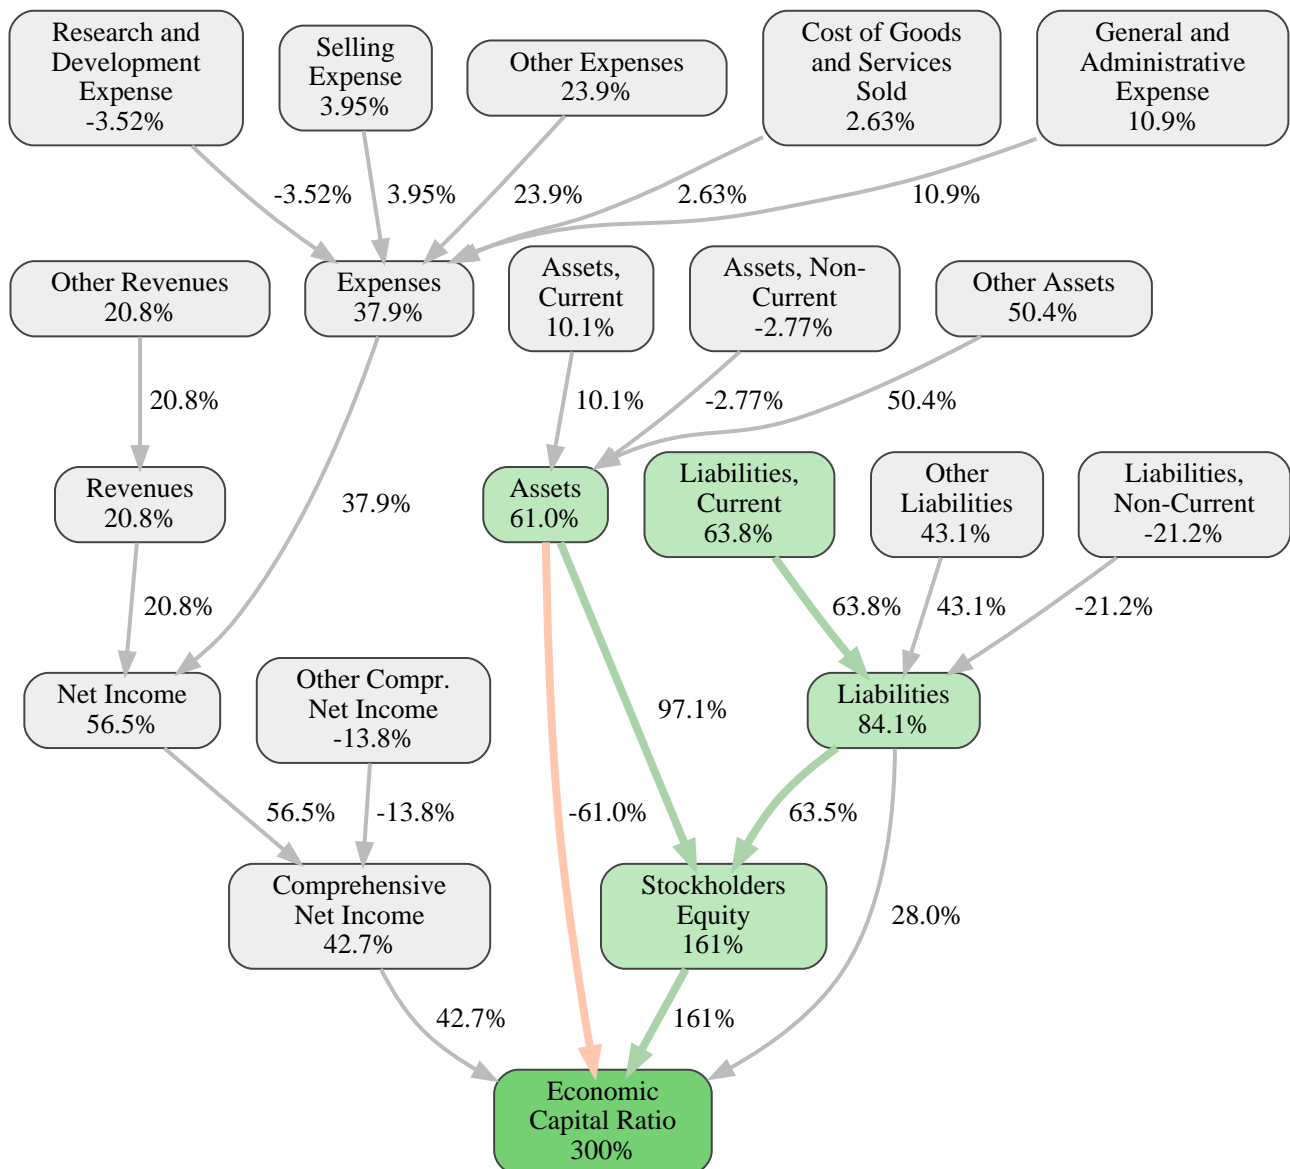 Research and
Development
Expense
-3.52%
Selling
Expense
3.95%
Other Expenses
23.9%
Cost of Goods
and Services
Sold
2.63%
General and
Administrative
Expense
10.9%
-3.52%
3.95%
23.9%
2.63%
10.9%
Other Revenues
20.8%
Expenses
37.9%
Assets,
Current
10.1%
Assets, Non-
Current
-2.77%
Other Assets
50.4%
20.8%
10.1%
-2.77%
50.4%
Revenues
20.8%
37.9%
Assets
61.0%
Liabilities,
Current
63.8%
Other
Liabilities
43.1%
Liabilities,
Non-Current
-21.2%
20.8%
63.8%
43.1%
-21.2%
Net Income
56.5%
Other Compr.
Net Income
-13.8%
97.1%
Liabilities
84.1%
56.5%
-13.8%
-61.0%
63.5%
Comprehensive
Net Income
42.7%
Stockholders
Equity
161%
28.0%
42.7%
161%
Economic
Capital Ratio
300%